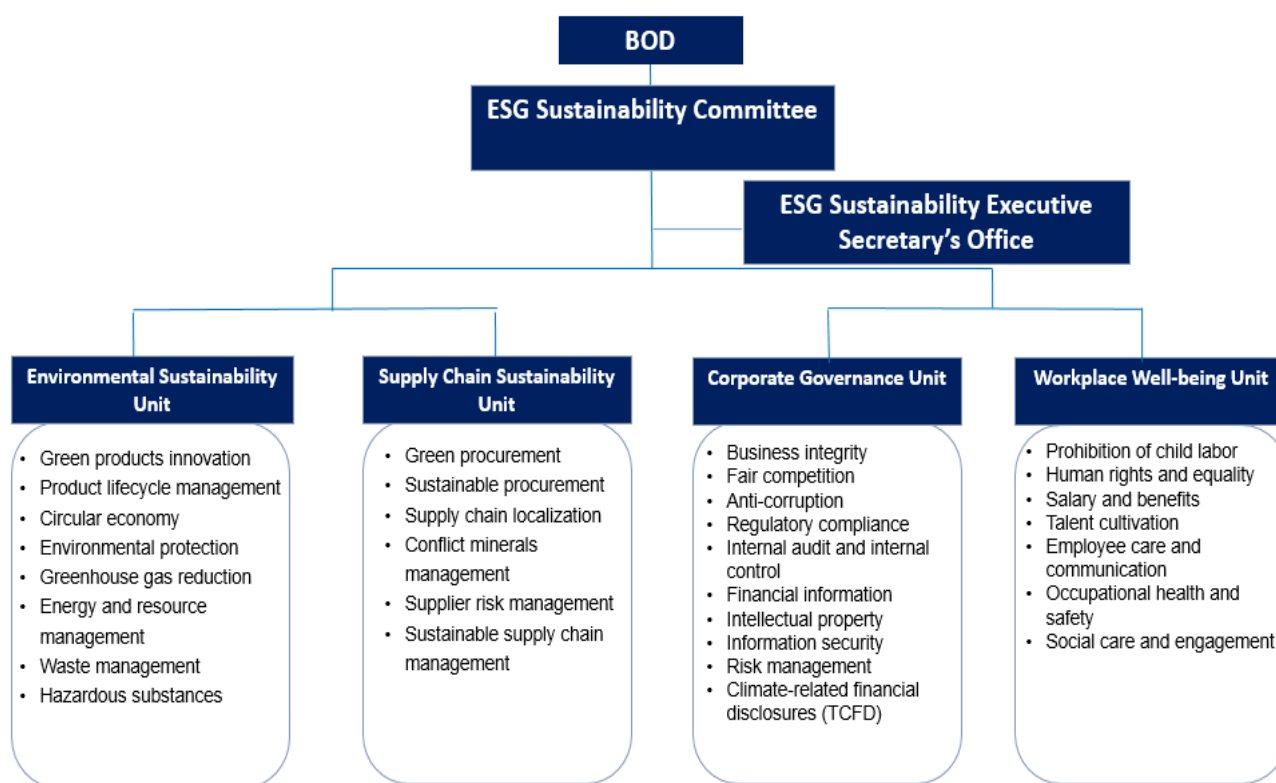 BOD
ESG Sustainability Committee
ESG Sustainability Executive
Secretary's Office
Environmental Sustainability
Unit
• Green products innovation
• Product lifecycle management
• Circular economy
• Environmental protection
• Greenhouse gas reduction
• Energy and resource
management
• Waste management
• Hazardous substances
Supply Chain Sustainability
Unit
• Green procurement
• Sustainable procurement
• Supply chain localization
• Conflict minerals
management
• Supplier risk management
• Sustainable supply chain
management
Corporate Governance Unit
• Business integrity
• Fair competition
• Anti-corruption
• Regulatory compliance
• Internal audit and internal
control
• Financial information
• Intellectual property
• Information security
• Risk management
• Climate-related financial
disclosures (TCFD)
Workplace Well-being Unit
• Prohibition of child labor
• Human rights and equality
• Salary and benefits
• Talent cultivation
• Employee care and
communication
• Occupational health and
safety
• Social care and engagement